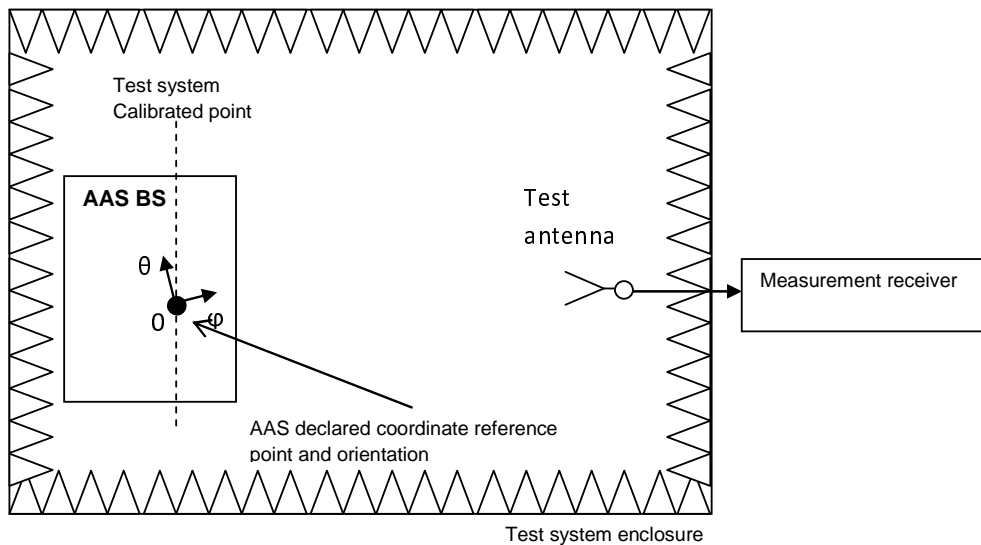 Test system
Calibrated point
AAS BS
θ
0
φ
Test
antenna
Measurement receiver
AAS declared coordinate reference
point and orientation
Test system enclosure